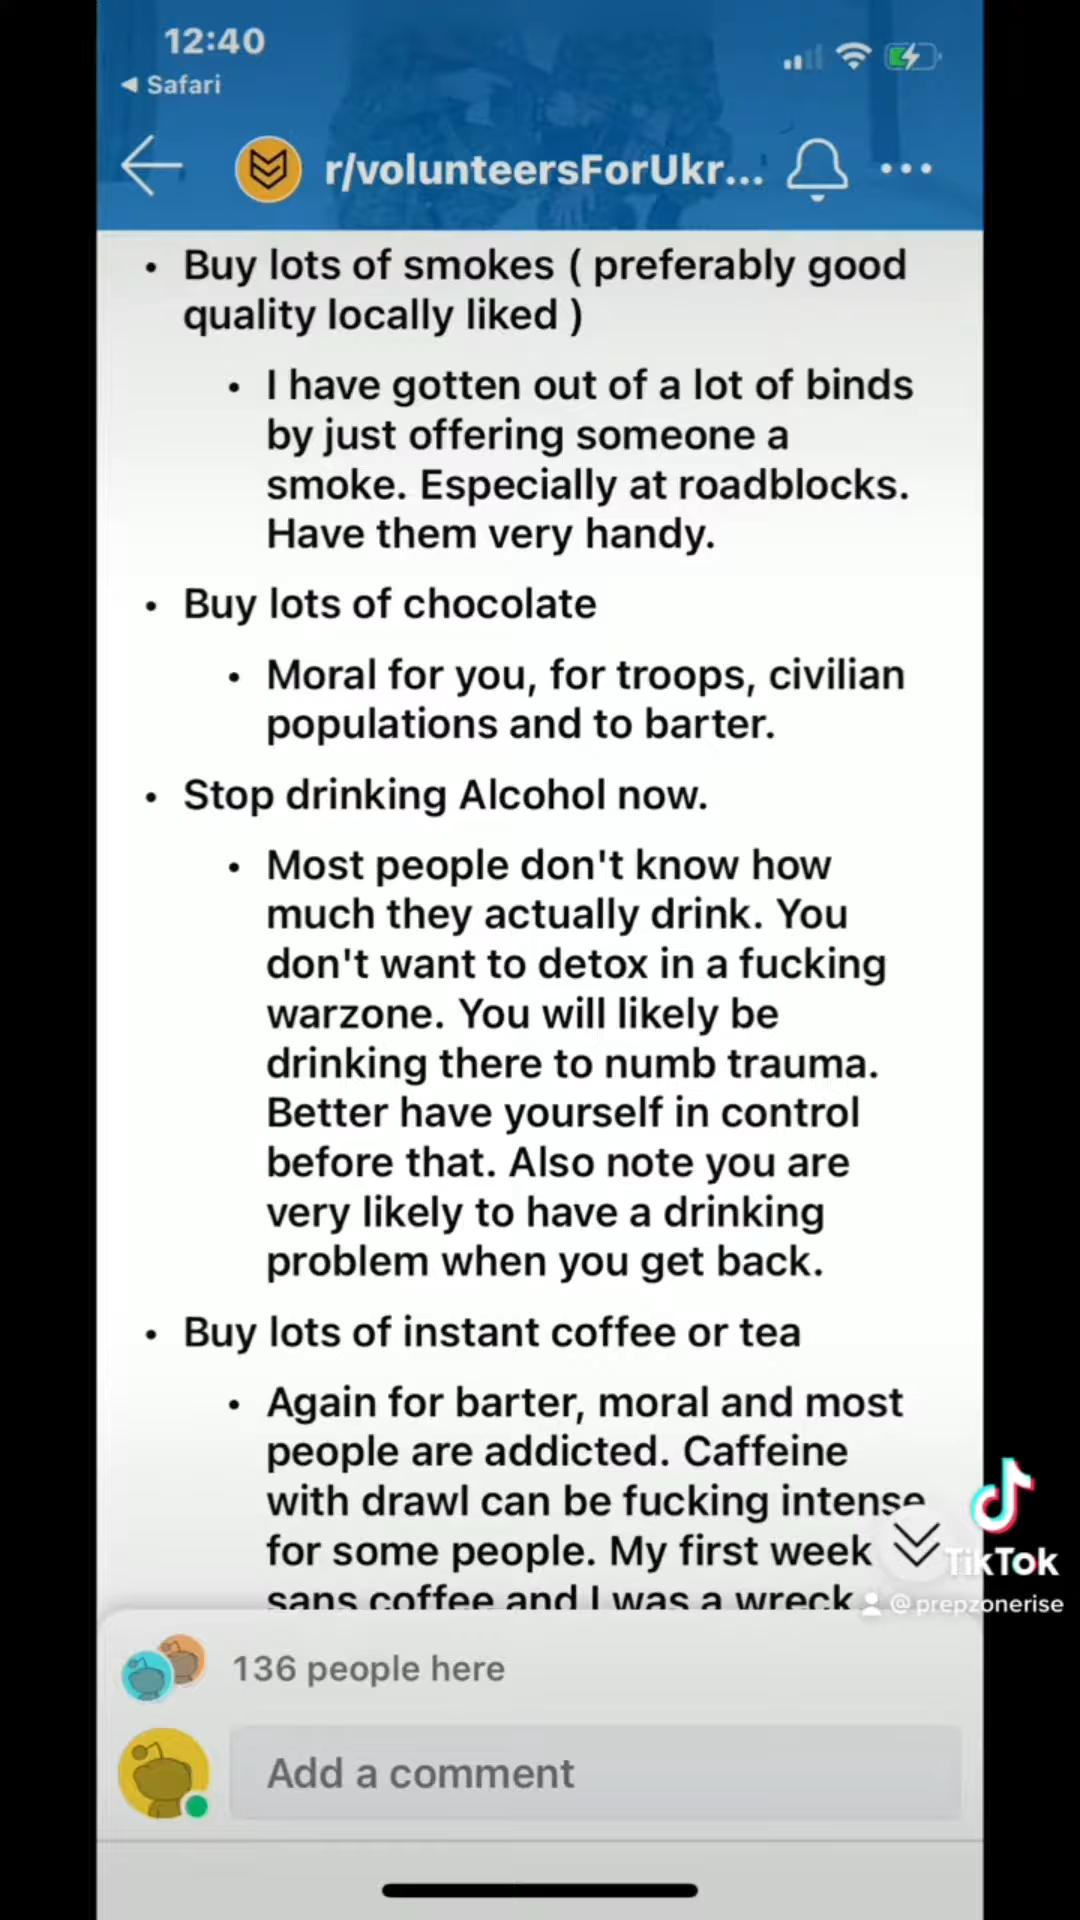 12:40
◀ Safari
r/volunteersForUkr...
• Buy lots of smokes ( preferably good
quality locally liked )
• I have gotten out of a lot of binds
by just offering someone a
smoke. Especially at roadblocks.
Have them very handy.
• Buy lots of chocolate
• Moral for you, for troops, civilian
populations and to barter.
• Stop drinking Alcohol now.
• Most people don't know how
much they actually drink. You
don't want to detox in a fucking
warzone. You will likely be
drinking there to numb trauma.
Better have yourself in control
before that. Also note you are
very likely to have a drinking
problem when you get back.
• Buy lots of instant coffee or tea
• Again for barter, moral and most
people are addicted. Caffeine
with drawl can be fucking intense
for some people. My first week
sans coffee and I was a wreck
TikTok
@prepzonerise
136 people here
Add a comment